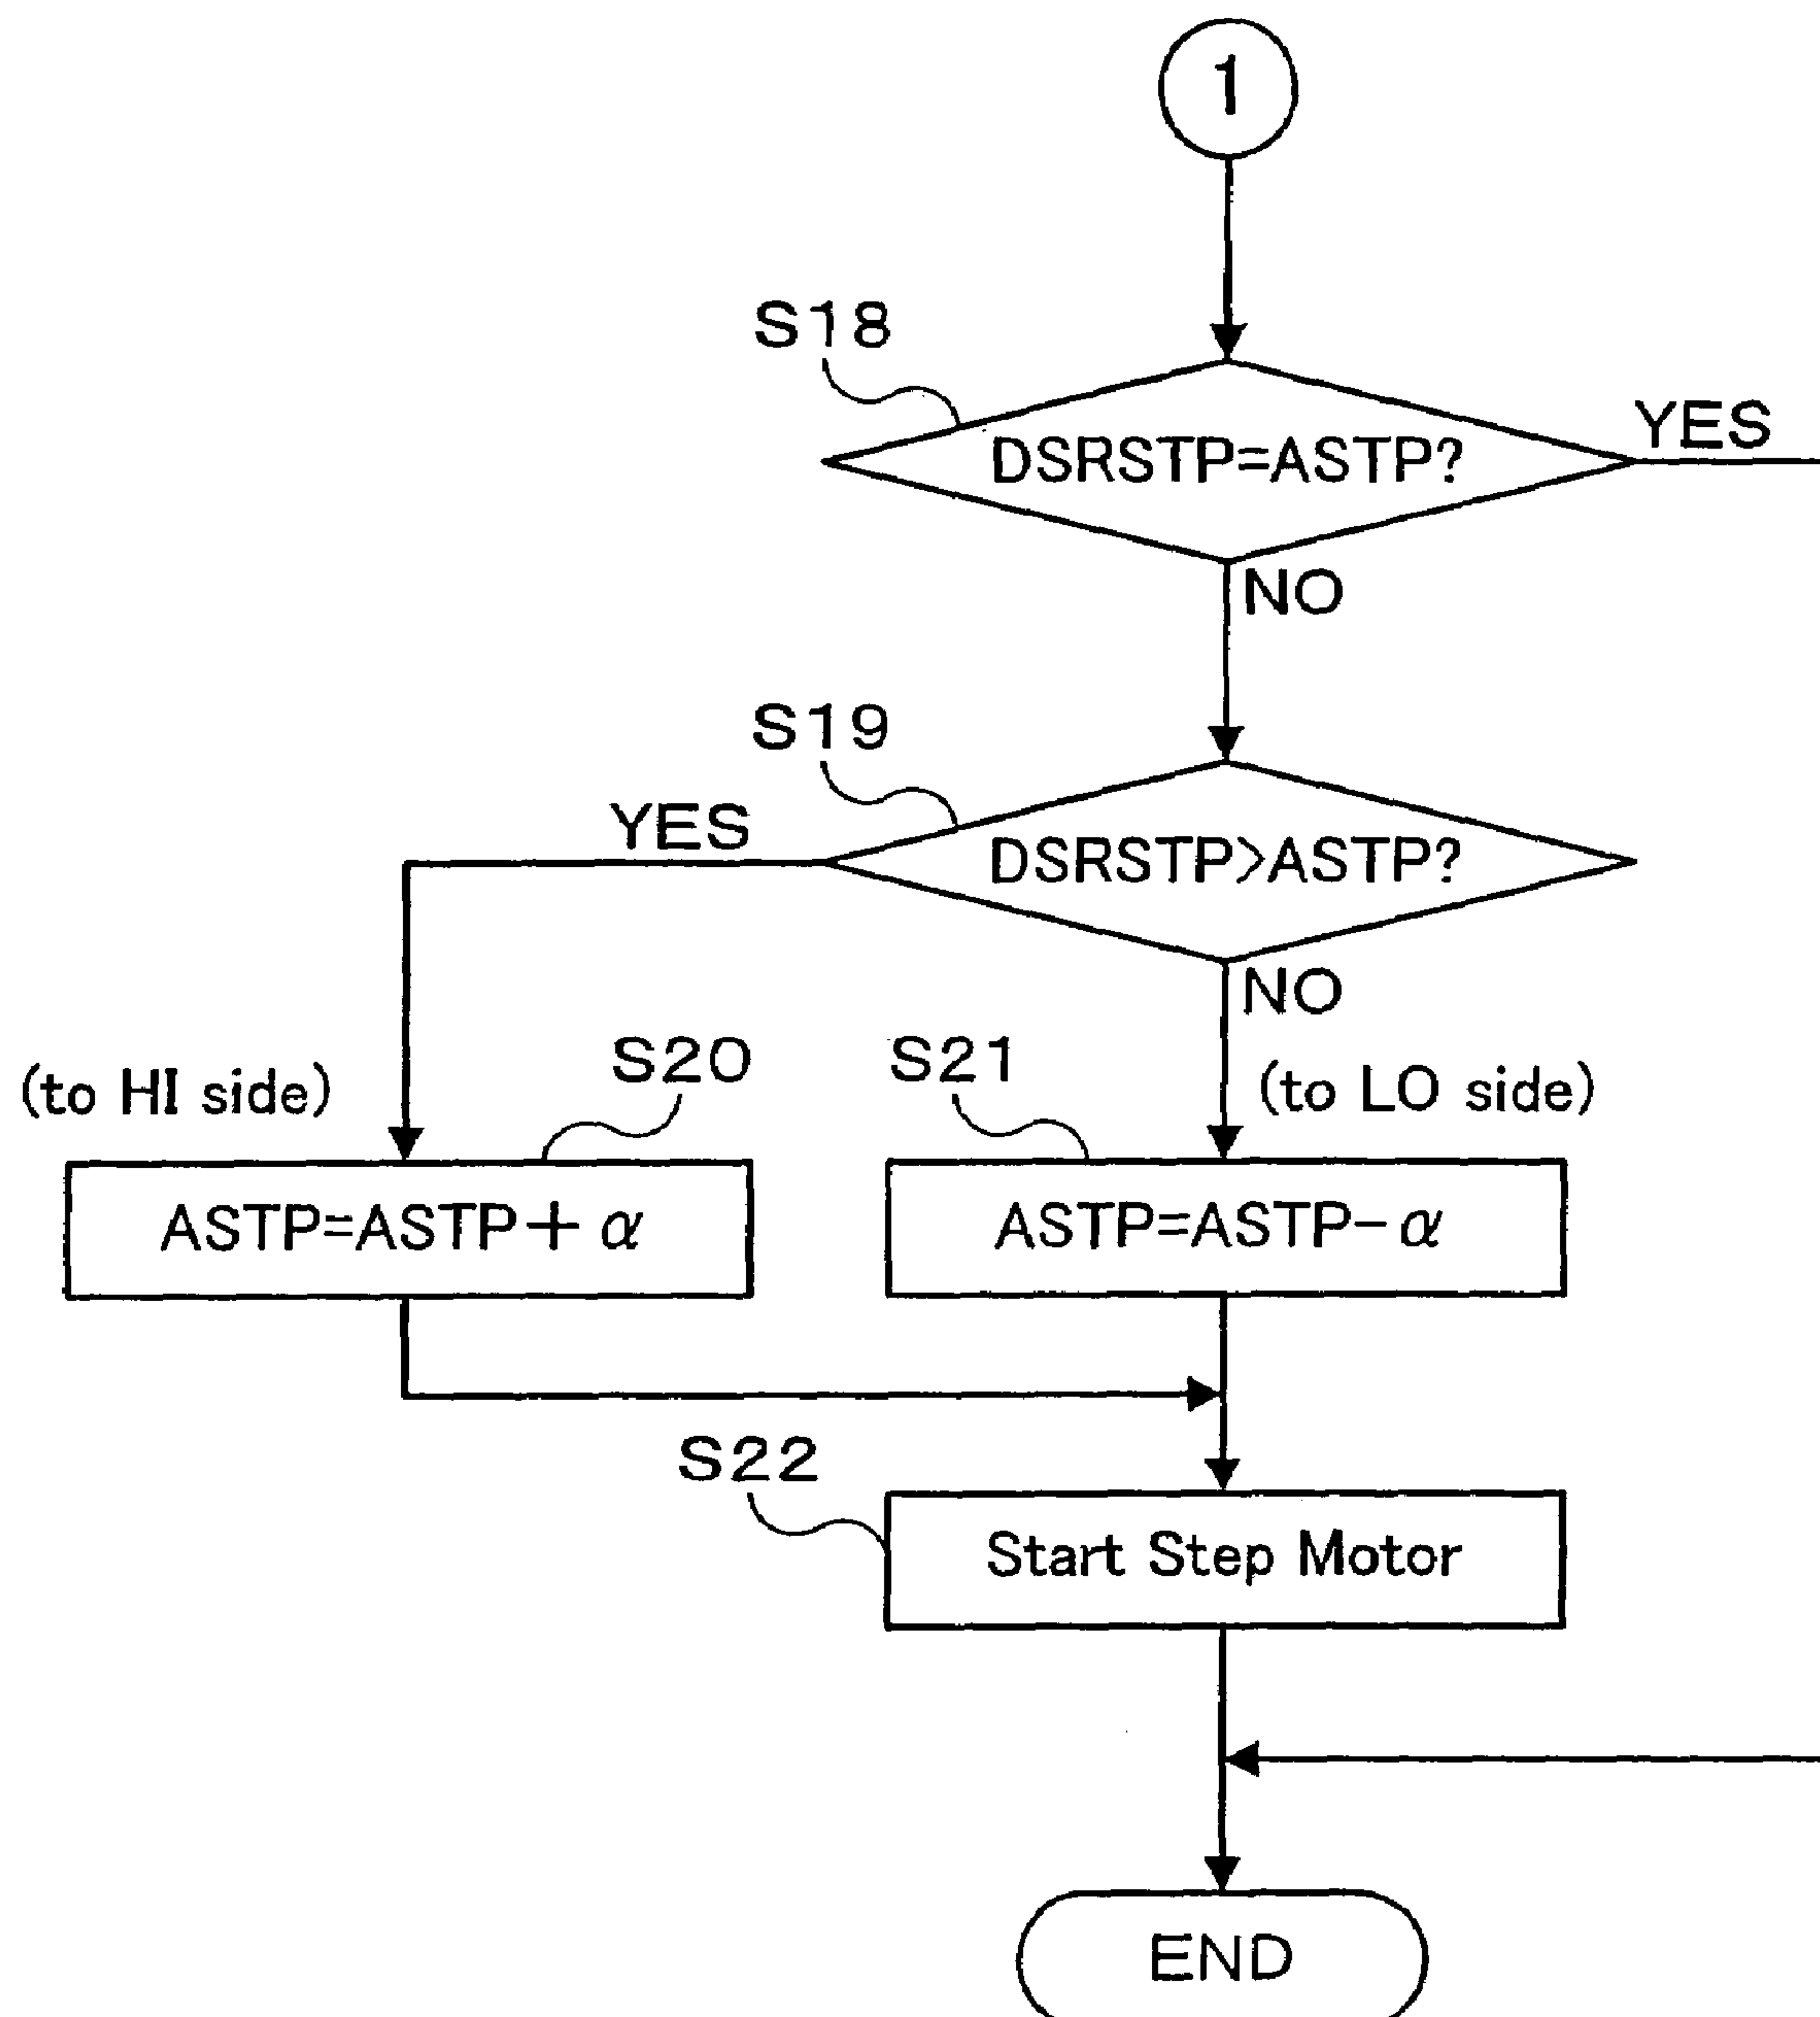 1
S18
DSRSTP=ASTP?
YES
NO
S19
YES
DSRSTP>ASTP?
NO
(to HI side)
S20
S21
(to LO side)
ASTP=ASTP+α
ASTP=ASTP-α
S22
Start Step Motor
END